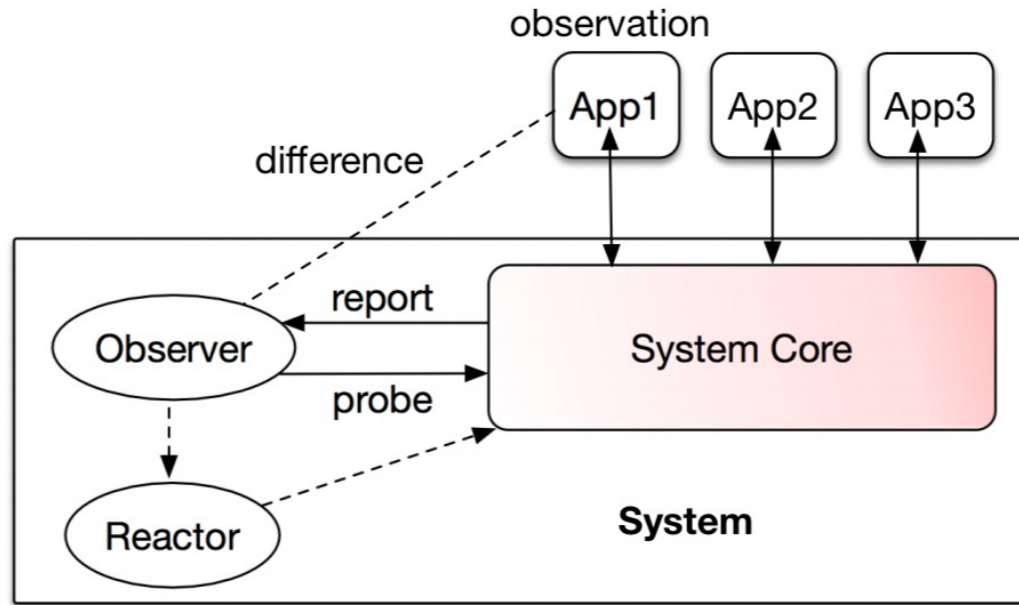 observation
App1
App2
App3
difference
report
Observer
System Core
probe
Reactor
System